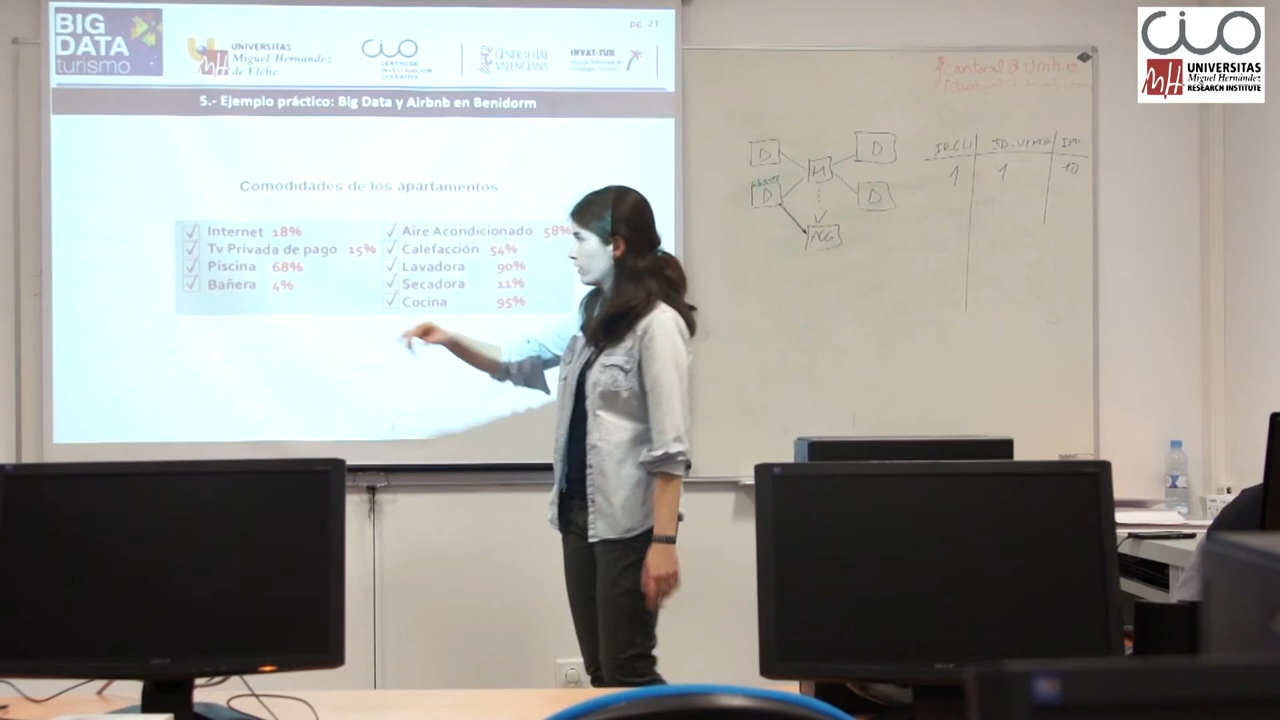 BIG
DATA
turismo
UNIVERSITAS
Miguel Hernández
de Elche
CIO
CENTRO DE
INVESTIGACIÓN
OPERATIVA
GENERALITAT
VALENCIANA
INVAT·TUR
PG 21
5.- Ejemplo práctico: Big Data y Airbnb en Benidorm
Comodidades de los apartamentos
Internet 18%
Tv Privada de pago 15%
Piscina 68%
Bañera 4%
Aire Acondicionado 58%
Calefacción 54%
Lavadora 90%
Secadora 11%
Cocina 95%
D
D
M
D
D
AGG
1
1
10
CIO
UNIVERSITAS
Miguel Hernández
RESEARCH INSTITUTE